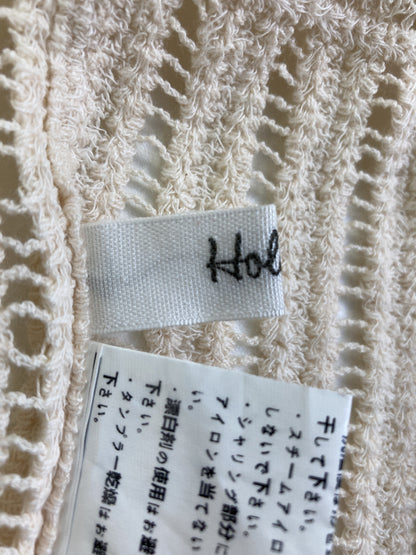 Hol
干して下さい。
・スチームアイロ
しないで下さい。
・シャリング部分に
アイロンを当てない
下さい。
・漂白剤の使用はお避
下さい。
・タンブラー乾燥はお避